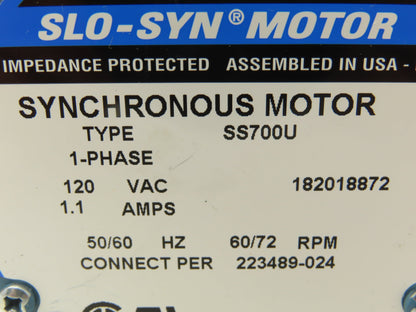 SLO-SYN® MOTOR
IMPEDANCE PROTECTED ASSEMBLED IN USA -
SYNCHRONOUS MOTOR
TYPE SS700U
1-PHASE
120 VAC 182018872
1.1 AMPS
50/60 HZ 60/72 RPM
CONNECT PER 223489-024